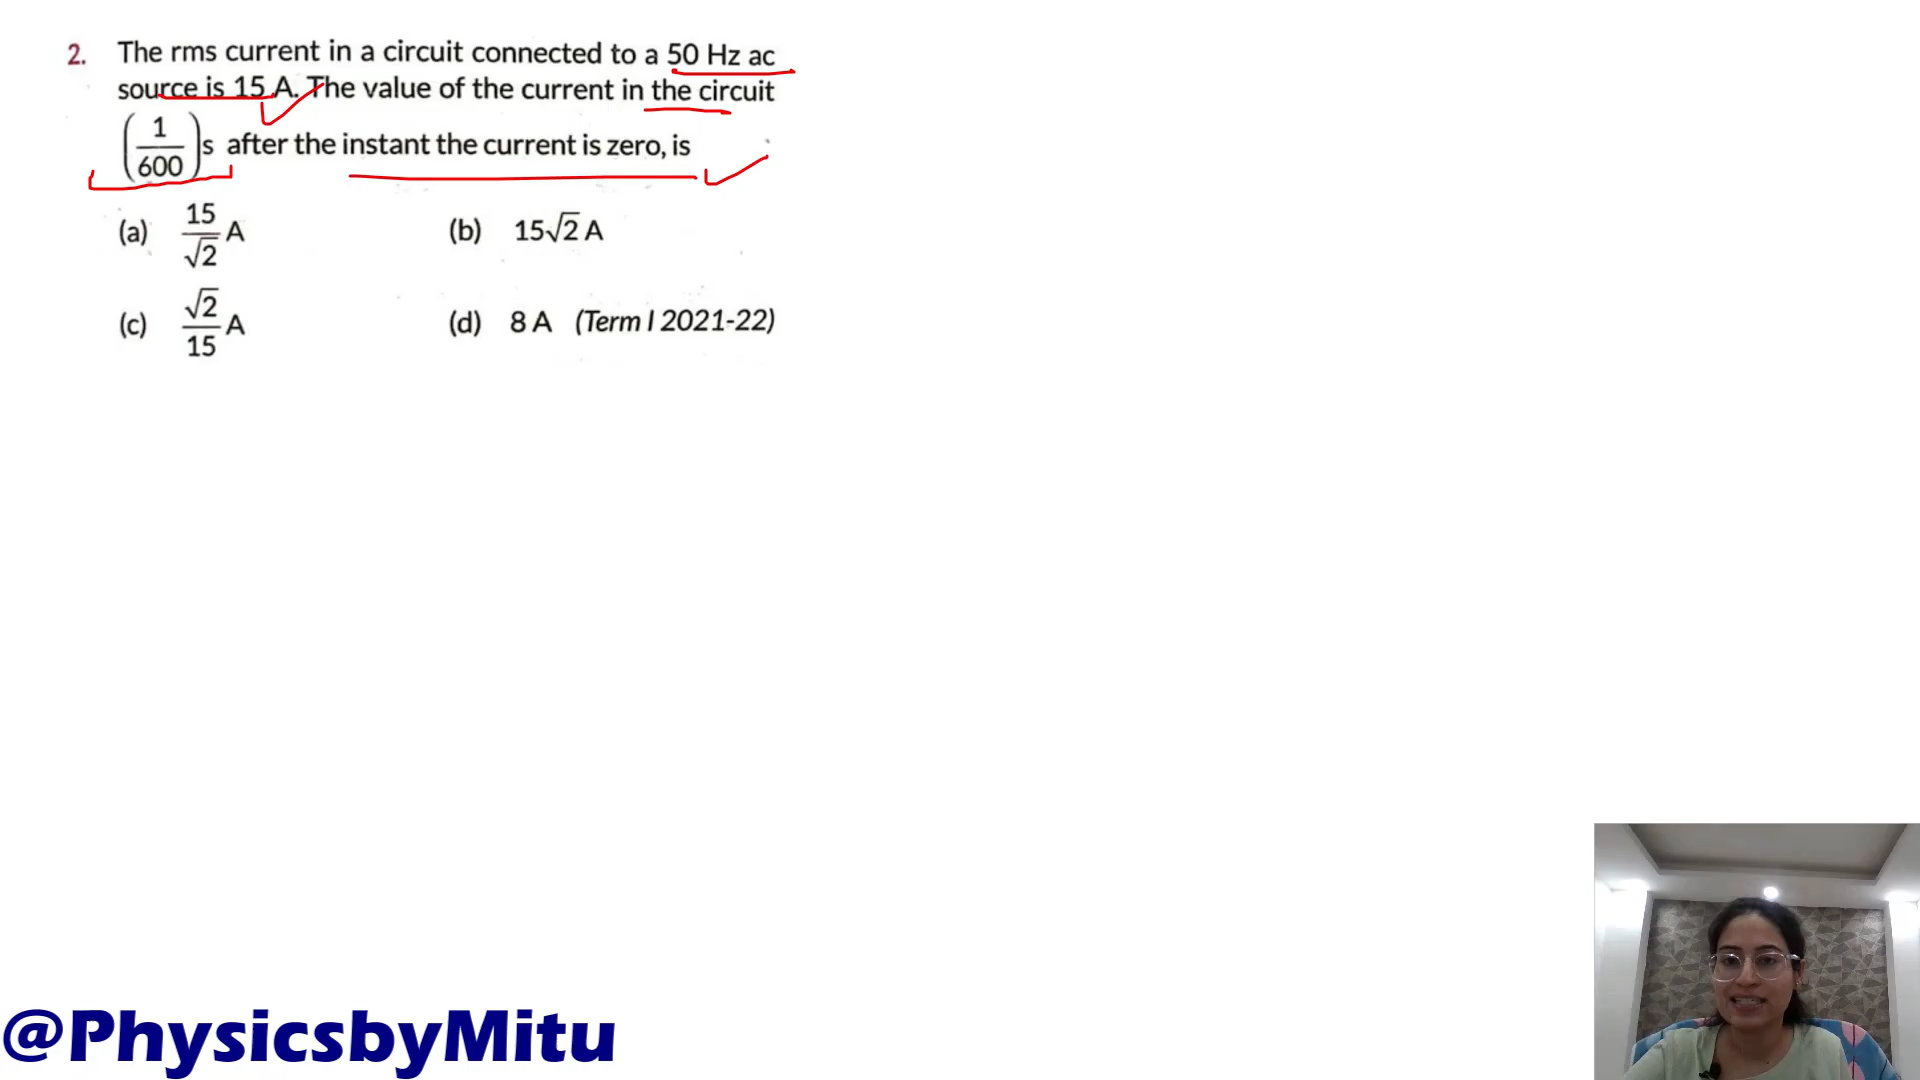 2. The rms current in a circuit connected to a 50 Hz ac
source is 15 A. The value of the current in the circuit
(1/600)s after the instant the current is zero, is
(a) 15/√2 A (b) 15√2 A
(c) √2/15 A (d) 8 A (Term I 2021-22)
@PhysicsbyMitu